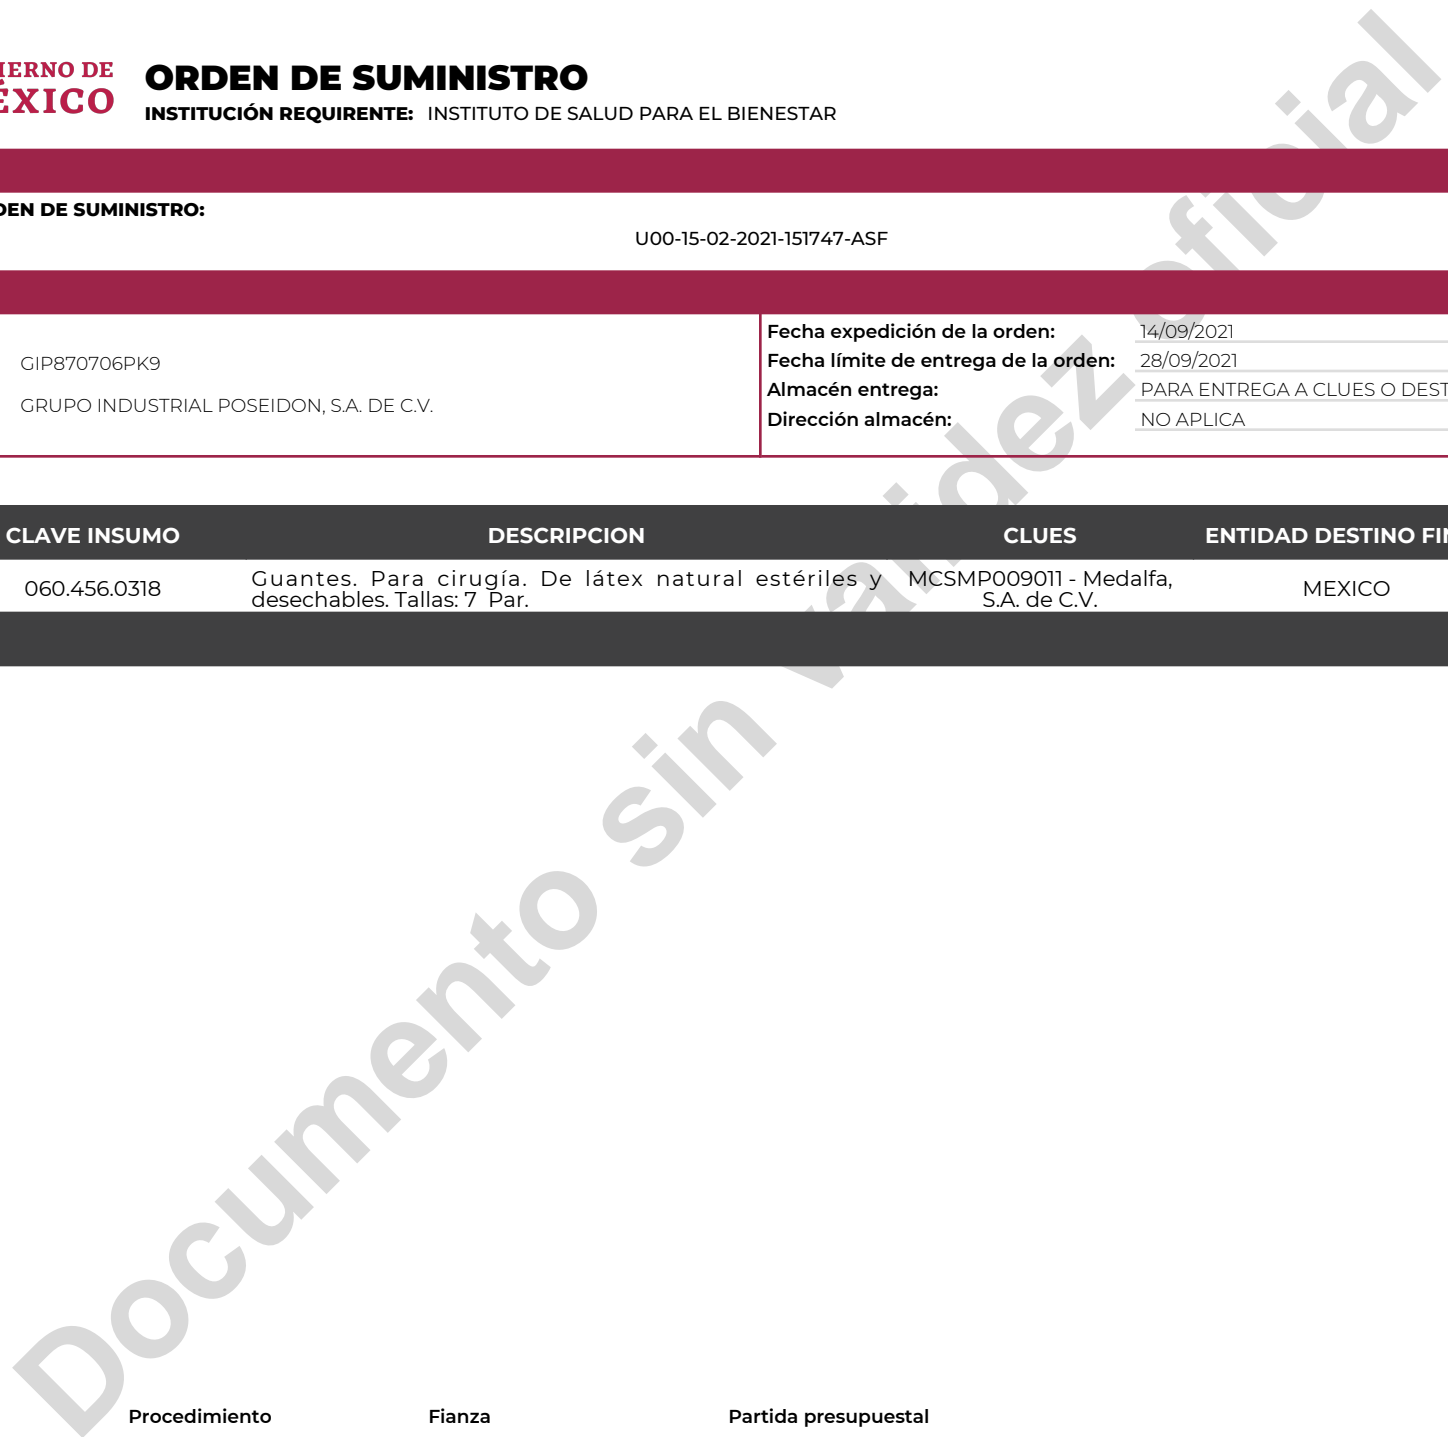 IERNO DE
ÉXICO
ORDEN DE SUMINISTRO
INSTITUCIÓN REQUIRENTE: INSTITUTO DE SALUD PARA EL BIENESTAR
DEN DE SUMINISTRO:
U00-15-02-2021-151747-ASF
GIP870706PK9
GRUPO INDUSTRIAL POSEIDON, S.A. DE C.V.
Fecha expedición de la orden: 14/09/2021
Fecha límite de entrega de la orden: 28/09/2021
Almacén entrega: PARA ENTREGA A CLUES O DEST
Dirección almacén: NO APLICA
CLAVE INSUMO DESCRIPCION CLUES ENTIDAD DESTINO FIN
060.456.0318
Guantes. Para cirugía. De látex natural estériles y
desechables. Tallas: 7 Par.
MCSMP009011 - Medalfa,
S.A. de C.V.
MEXICO
Documento sin validez oficial
Procedimiento Fianza Partida presupuestal